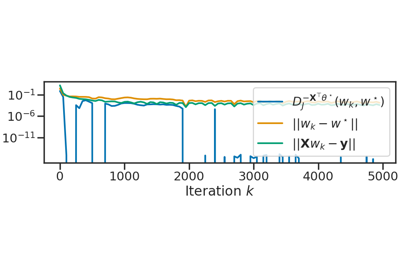 10⁻¹
10⁻⁶
10⁻¹¹
D_J^{-X^⊤θ^*}(w_k, w^*)
||w_k − w^*||
||Xw_k − y||
0 1000 2000 3000 4000 5000
Iteration k